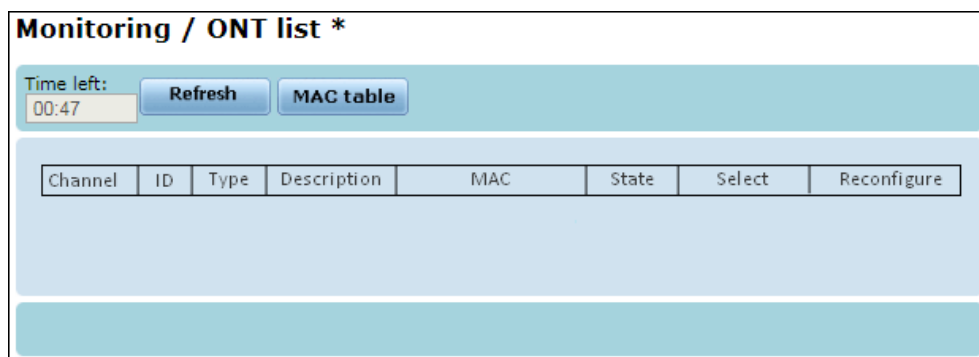 Monitoring / ONT list *
Time left:
00:47
Refresh
MAC table
Channel ID Type Description MAC State Select Reconfigure